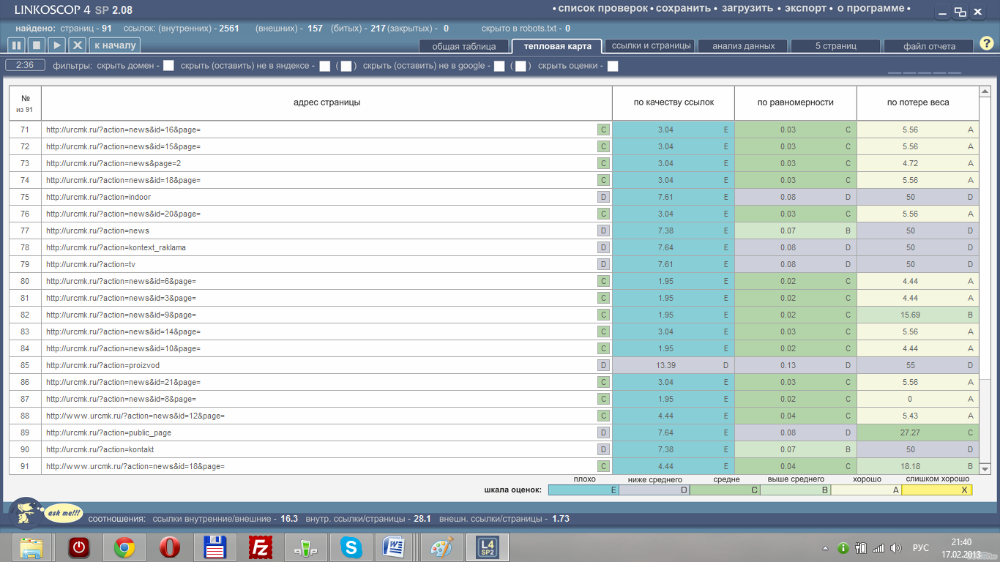 LINKOSCOP 4 SP 2.08
• список проверок • сохранить • загрузить • экспорт • о программе •
найдено: страниц - 91 ссылок: (внутренних) - 2561 (внешних) - 157 (битых) - 217 (закрытых) - 0 скрыто в robots.txt - 0
к началу
общая таблица тепловая карта ссылки и страницы анализ данных 5 страниц файл отчета ?
2:36 фильтры: скрыть домен - скрыть (оставить) не в яндексе - ( ) скрыть (оставить) не в google - ( ) скрыть оценки -
№ из 91 адрес страницы по качеству ссылок по равномерности по потере веса
71 http://urcmk.ru/?action=news&id=16&page= C 3.04 E 0.03 C 5.56 A
72 http://urcmk.ru/?action=news&id=15&page= C 3.04 E 0.03 C 5.56 A
73 http://urcmk.ru/?action=news&page=2 C 3.04 E 0.03 C 4.72 A
74 http://urcmk.ru/?action=news&id=18&page= C 3.04 E 0.03 C 5.56 A
75 http://urcmk.ru/?action=indoor D 7.61 E 0.08 D 50 D
76 http://urcmk.ru/?action=news&id=20&page= C 3.04 E 0.03 C 5.56 A
77 http://urcmk.ru/?action=news D 7.38 E 0.07 B 50 D
78 http://urcmk.ru/?action=kontext_raklama D 7.64 E 0.08 D 50 D
79 http://urcmk.ru/?action=tv D 7.61 E 0.08 D 50 D
80 http://urcmk.ru/?action=news&id=6&page= C 1.95 E 0.02 C 4.44 A
81 http://urcmk.ru/?action=news&id=3&page= C 1.95 E 0.02 C 4.44 A
82 http://urcmk.ru/?action=news&id=9&page= C 1.95 E 0.02 C 15.69 B
83 http://urcmk.ru/?action=news&id=14&page= C 3.04 E 0.03 C 5.56 A
84 http://urcmk.ru/?action=news&id=10&page= C 1.95 E 0.02 C 4.44 A
85 http://urcmk.ru/?action=proizvod D 13.39 D 0.13 D 55 D
86 http://urcmk.ru/?action=news&id=21&page= C 3.04 E 0.03 C 5.56 A
87 http://urcmk.ru/?action=news&id=8&page= C 1.95 E 0.02 C 0 A
88 http://www.urcmk.ru/?action=news&id=12&page= C 4.44 E 0.04 C 5.43 A
89 http://urcmk.ru/?action=public_page D 7.64 E 0.08 D 27.27 C
90 http://urcmk.ru/?action=kontakt D 7.38 E 0.07 B 50 D
91 http://www.urcmk.ru/?action=news&id=18&page= C 4.44 E 0.04 C 18.18 B
плохо ниже среднего средне выше среднего хорошо слишком хорошо
шкала оценок: E D C B A X
ask me!!!
соотношения: ссылки внутренние/внешние - 16.3 внутр. ссылки/страницы - 28.1 внешн. ссылки/страницы - 1.73
L4 SP2
РУС
21:40
17.02.2013